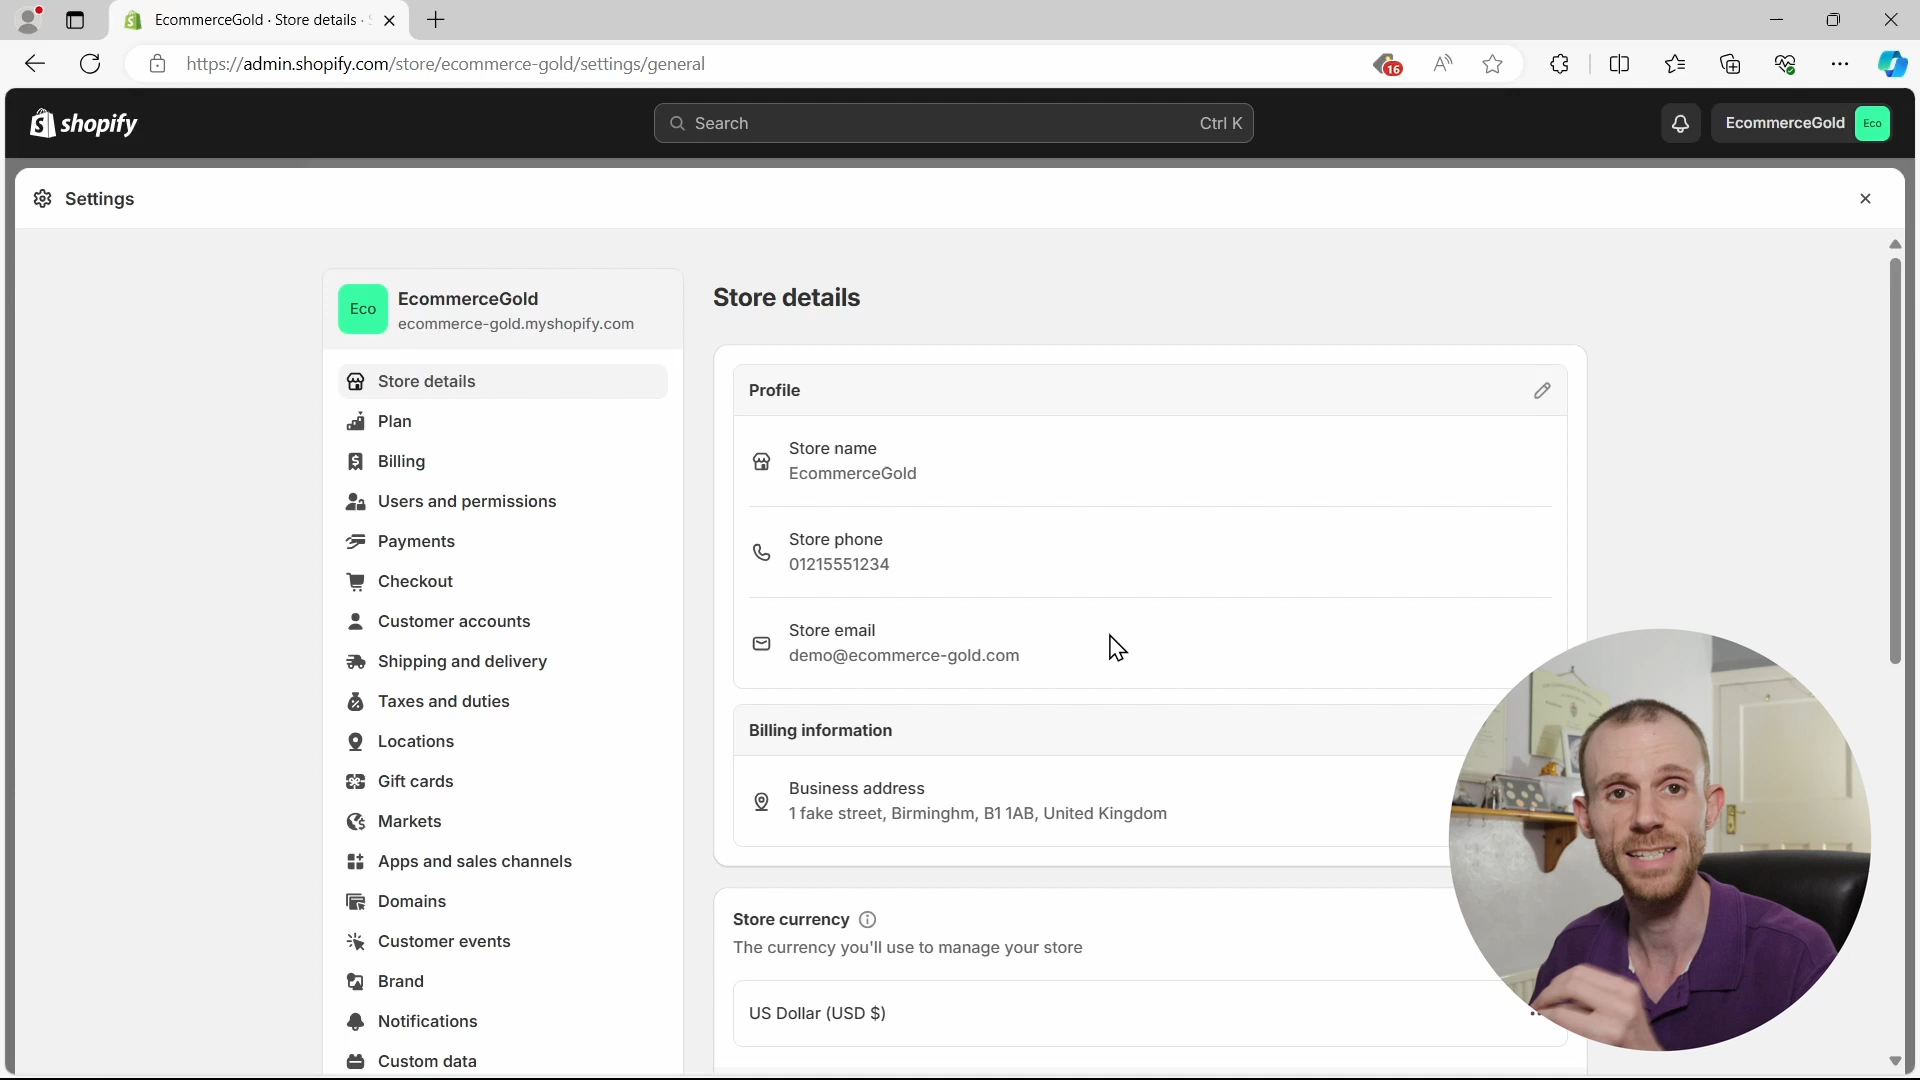 EcommerceGold · Store details ·
https://admin.shopify.com/store/ecommerce-gold/settings/general
16
shopify
Search
Ctrl K
EcommerceGold
Eco
Settings
Eco
EcommerceGold
ecommerce-gold.myshopify.com
Store details
Plan
Billing
Users and permissions
Payments
Checkout
Customer accounts
Shipping and delivery
Taxes and duties
Locations
Gift cards
Markets
Apps and sales channels
Domains
Customer events
Brand
Notifications
Custom data
Store details
Profile
Store name
EcommerceGold
Store phone
01215551234
Store email
demo@ecommerce-gold.com
Billing information
Business address
1 fake street, Birminghm, B1 1AB, United Kingdom
Store currency
The currency you'll use to manage your store
US Dollar (USD $)